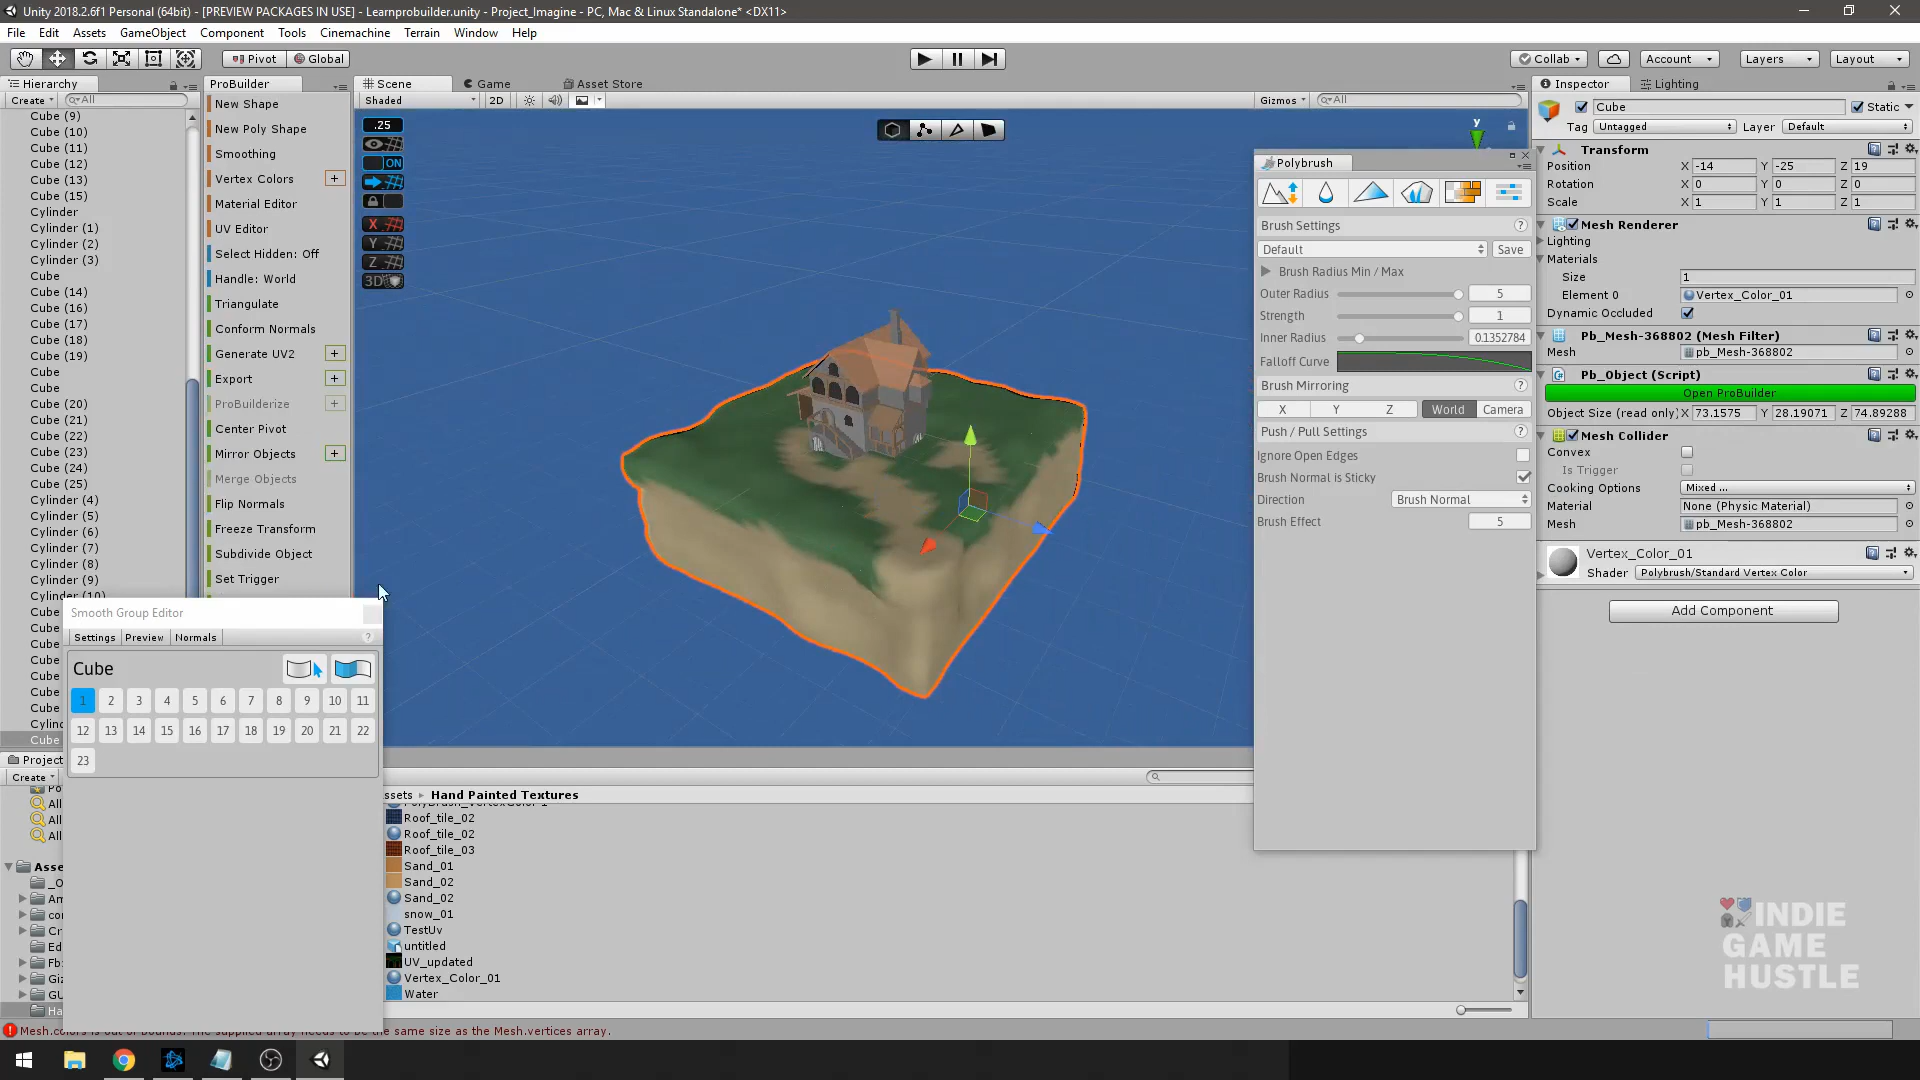 Unity 2018.2.6f1 Personal (64bit) - [PREVIEW PACKAGES IN USE] - Learnprobuilder.unity - Project_Imagine - PC, Mac & Linux Standalone* <DX11>
File Edit Assets GameObject Component Tools Cinemachine Terrain Window Help
Pivot Global Collab Account Layers Layout
Hierarchy
Create All
Cube (9)
Cube (10)
Cube (11)
Cube (12)
Cube (13)
Cube (15)
Cylinder
Cylinder (1)
Cylinder (2)
Cylinder (3)
Cube
Cube (14)
Cube (16)
Cube (17)
Cube (18)
Cube (19)
Cube
Cube
Cube (20)
Cube (21)
Cube (22)
Cube (23)
Cube (24)
Cube (25)
Cylinder (4)
Cylinder (5)
Cylinder (6)
Cylinder (7)
Cylinder (8)
Cylinder (9)
Cylinder (10)
Cube
Cube
Cube
Cube
Cube
Cube
Cube
Cylin
Cube
ProBuilder
New Shape
New Poly Shape
Smoothing
Vertex Colors +
Material Editor
UV Editor
Select Hidden: Off
Handle: World
Triangulate
Conform Normals
Generate UV2 +
Export +
ProBuilderize +
Center Pivot
Mirror Objects +
Merge Objects
Flip Normals
Freeze Transform
Subdivide Object
Set Trigger
Scene Game Asset Store
Shaded 2D Gizmos All
.25
ON
X
Y
Z
3D
y
Polybrush
Brush Settings
Default Save
Brush Radius Min / Max
Outer Radius 5
Strength 1
Inner Radius 0.1352784
Falloff Curve
Brush Mirroring
X Y Z World Camera
Push / Pull Settings
Ignore Open Edges
Brush Normal is Sticky
Direction Brush Normal
Brush Effect 5
Inspector Lighting
Cube Static
Tag Untagged Layer Default
Transform
Position X -14 Y -25 Z 19
Rotation X 0 Y 0 Z 0
Scale X 1 Y 1 Z 1
Mesh Renderer
Lighting
Materials
Size 1
Element 0 Vertex_Color_01
Dynamic Occluded
Pb_Mesh-368802 (Mesh Filter)
Mesh pb_Mesh-368802
Pb_Object (Script)
Open ProBuilder
Object Size (read only) X 73.1575 Y 28.19071 Z 74.89288
Mesh Collider
Convex
Is Trigger
Cooking Options Mixed ...
Material None (Physic Material)
Mesh pb_Mesh-368802
Vertex_Color_01
Shader Polybrush/Standard Vertex Color
Add Component
Smooth Group Editor
Settings Preview Normals ?
Cube
1 2 3 4 5 6 7 8 9 10 11
12 13 14 15 16 17 18 19 20 21 22
23
Project
Create
Po
All
All
All
Asse
_O
An
co
Cr
Ed
Fb
Giz
GU
Ha
ssets Hand Painted Textures
Roof_tile_02
Roof_tile_02
Roof_tile_03
Sand_01
Sand_02
Sand_02
snow_01
TestUv
untitled
UV_updated
Vertex_Color_01
Water
Mesh.colors is out of bounds. The supplied array needs to be the same size as the Mesh.vertices array.
INDIE
GAME
HUSTLE